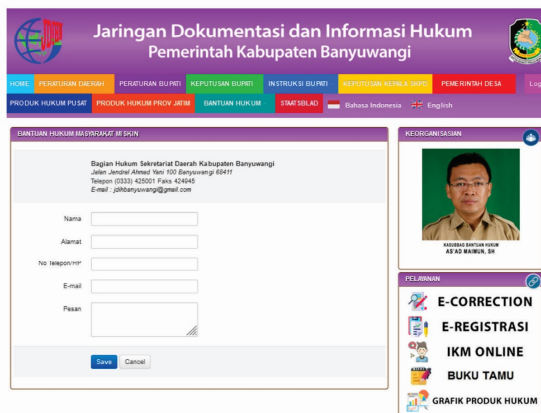 JDIH
Jaringan Dokumentasi dan Informasi Hukum
Pemerintah Kabupaten Banyuwangi
HOME PERATURAN DAERAH PERATURAN BUPATI KEPUTUSAN BUPATI INSTRUKSI BUPATI KEPUTUSAN KEPALA SKPD PEMERINTAH DESA Log
PRODUK HUKUM PUSAT PRODUK HUKUM PROV JATIM BANTUAN HUKUM STAATSBLAD Bahasa Indonesia English
BANTUAN HUKUM MASYARAKAT MISKIN
Bagian Hukum Sekretariat Daerah Kabupaten Banyuwangi
Jalan Jendral Ahmad Yani 100 Banyuwangi 68411
Telepon (0333) 425001 Faks 424945
E-mail : jdihbanyuwangi@gmail.com
Nama
Alamat
No Telepon/HP
E-mail
Pesan
Save Cancel
KEORGANISASIAN
KASUBBAG BANTUAN HUKUM
AS'AD MAIMUN, SH
PELAYANAN
E-CORRECTION
E-REGISTRASI
IKM ONLINE
BUKU TAMU
GRAFIK PRODUK HUKUM